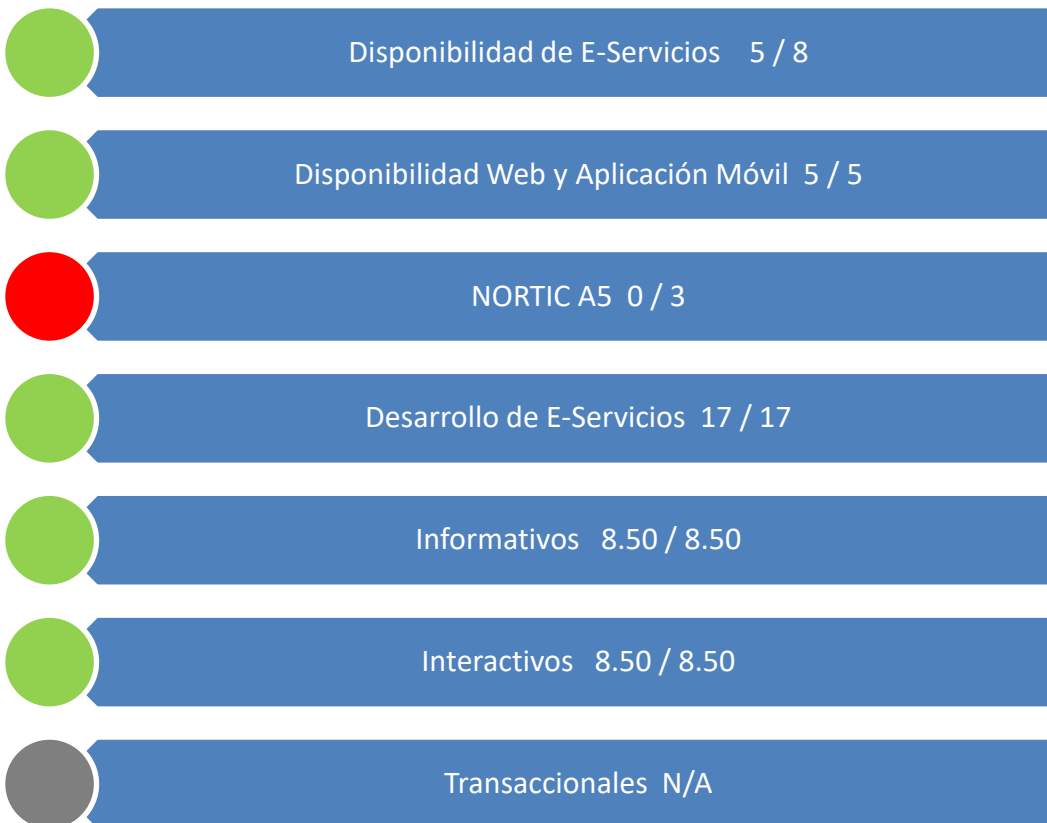 Disponibilidad de E-Servicios 5 / 8
Disponibilidad Web y Aplicación Móvil 5 / 5
NORTIC A5 0 / 3
Desarrollo de E-Servicios 17 / 17
Informativos 8.50 / 8.50
Interactivos 8.50 / 8.50
Transaccionales N/A